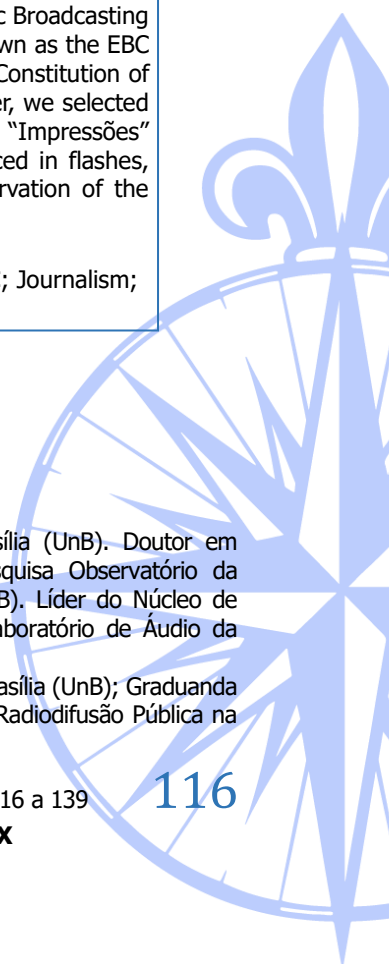 c Broadcasting
wn as the EBC
Constitution of
er, we selected
"Impressões"
ced in flashes,
rvation of the
; Journalism;
sília (UnB). Doutor em
squisa Observatório da
B). Líder do Núcleo de
aboratório de Áudio da
asília (UnB); Graduanda
Radiodifusão Pública na
16 a 139 116
x